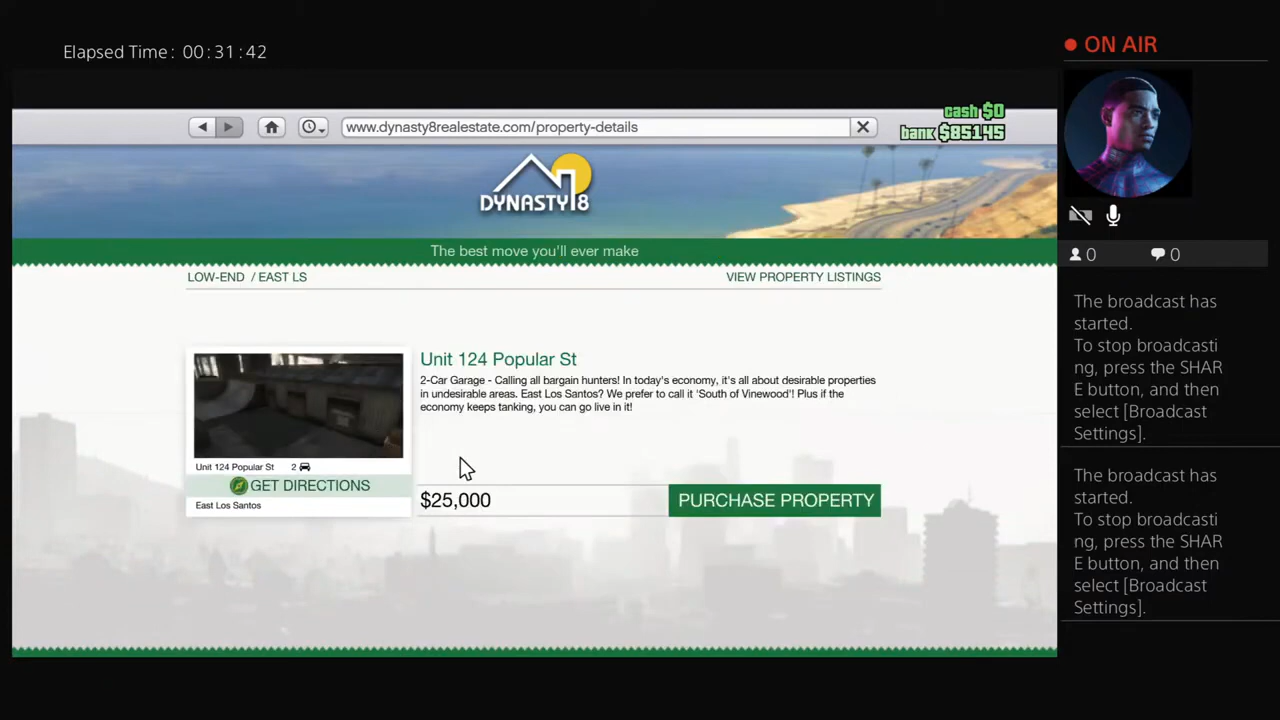 Elapsed Time: 00:31:42
ON AIR
www.dynasty8realestate.com/property-details
cash $0
bank $85145
DYNASTY8
The best move you'll ever make
LOW-END / EAST LS
VIEW PROPERTY LISTINGS
Unit 124 Popular St
2-Car Garage - Calling all bargain hunters! In today's economy, it's all about desirable properties
in undesirable areas. East Los Santos? We prefer to call it 'South of Vinewood'! Plus if the
economy keeps tanking, you can go live in it!
Unit 124 Popular St 2
GET DIRECTIONS
East Los Santos
$25,000
PURCHASE PROPERTY
0
0
The broadcast has
started.
To stop broadcasti
ng, press the SHAR
E button, and then
select [Broadcast
Settings].
The broadcast has
started.
To stop broadcasti
ng, press the SHAR
E button, and then
select [Broadcast
Settings].